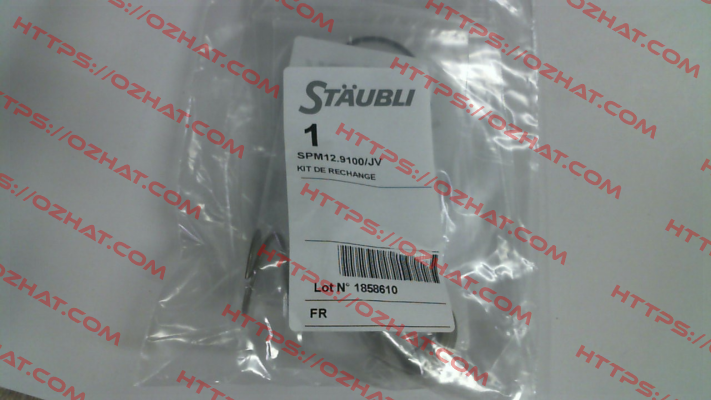 STÄUBLI
1
SPM12.9100/JV
KIT DE RECHANGE
Lot N° 1858610
FR
HTTPS://OZHAT.COM